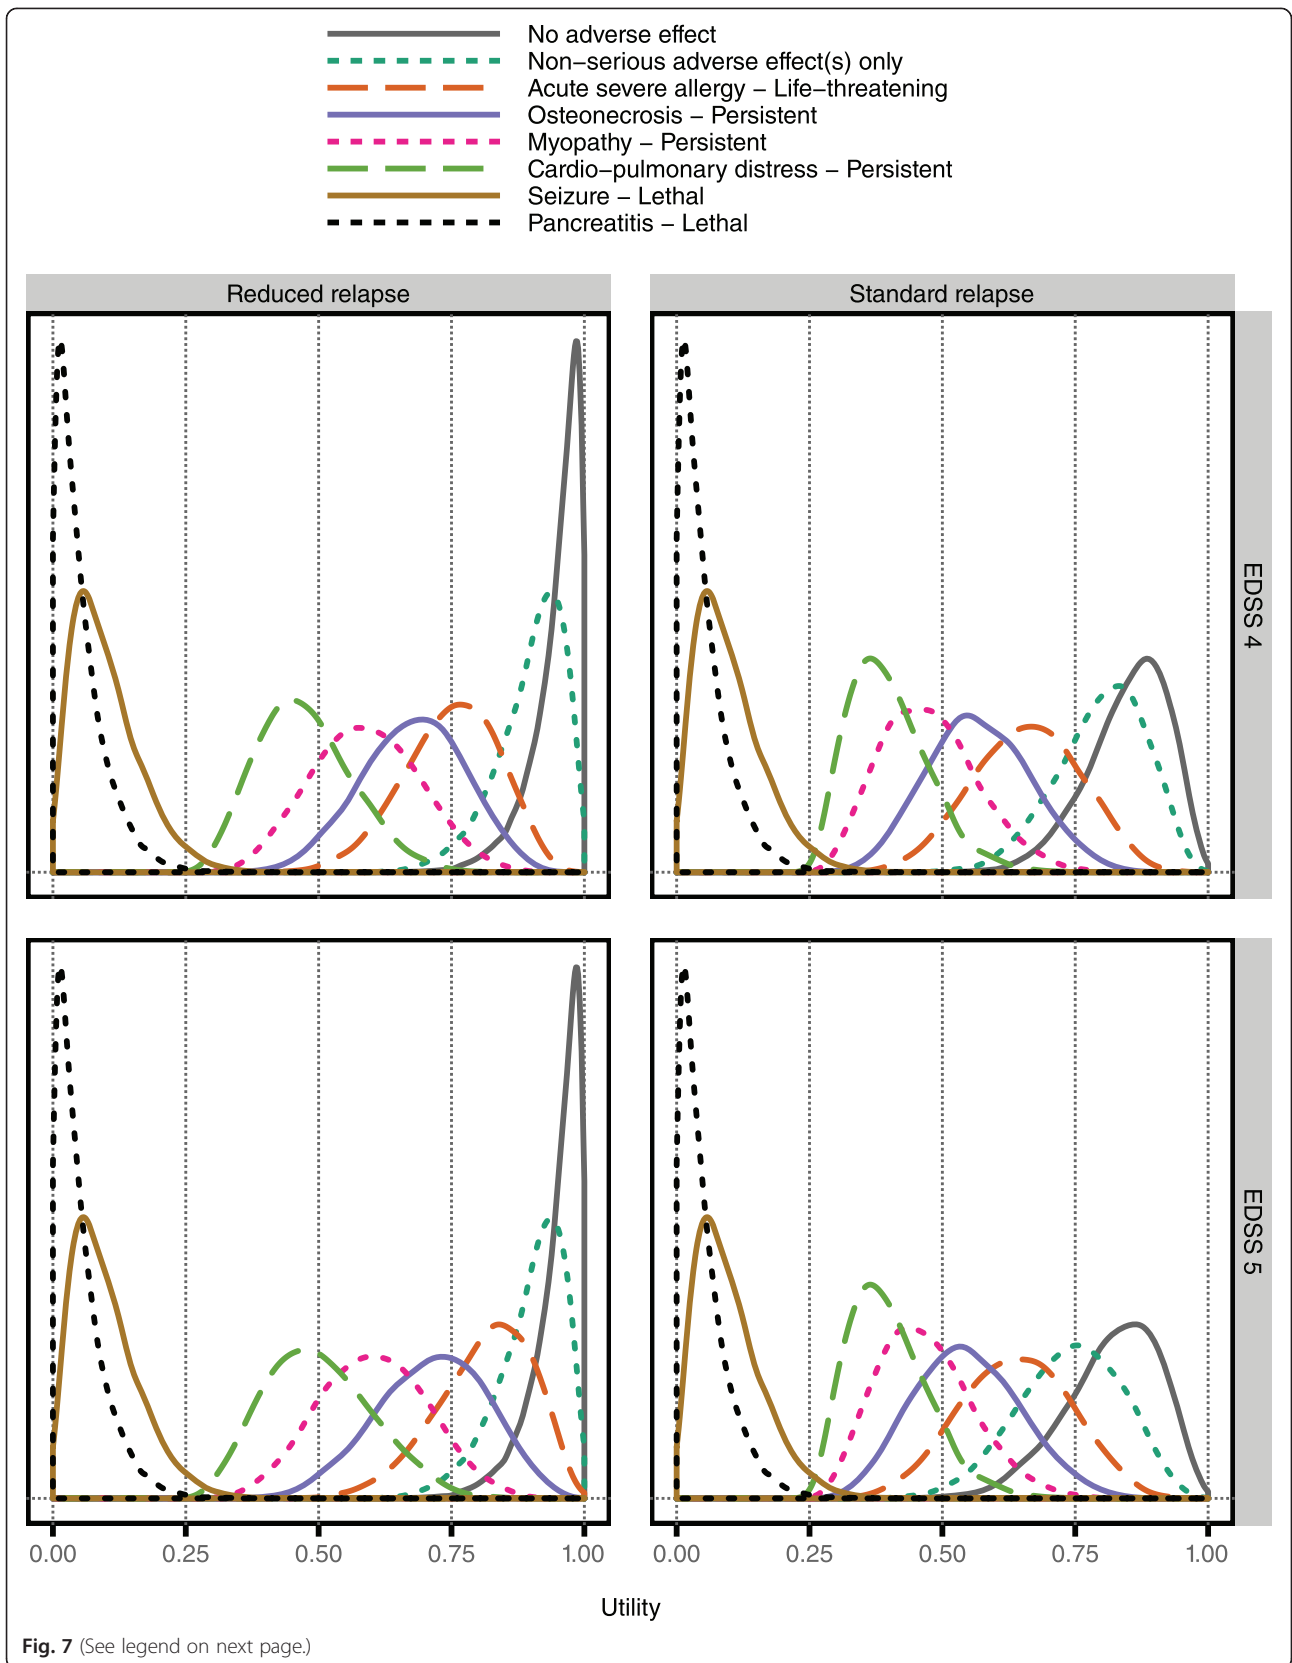 No adverse effect
Non−serious adverse effect(s) only
Acute severe allergy − Life−threatening
Osteonecrosis − Persistent
Myopathy − Persistent
Cardio−pulmonary distress − Persistent
Seizure − Lethal
Pancreatitis − Lethal
Reduced relapse
Standard relapse
EDSS 4
EDSS 5
0.00 0.25 0.50 0.75 1.00
0.00 0.25 0.50 0.75 1.00
Utility
Fig. 7 (See legend on next page.)